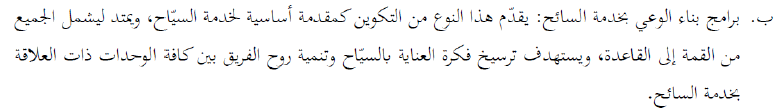 ب. برامج بناء الوعي بخدمة السائح: يقدّم هذا النوع من التكوين كمقدمة أساسية لخدمة السيّاح، ويمتد ليشمل الجميع
من القمة إلى القاعدة، ويستهدف ترسيخ فكرة العناية بالسيّاح وتنمية روح الفريق بين كافة الوحدات ذات العلاقة
بخدمة السائح.